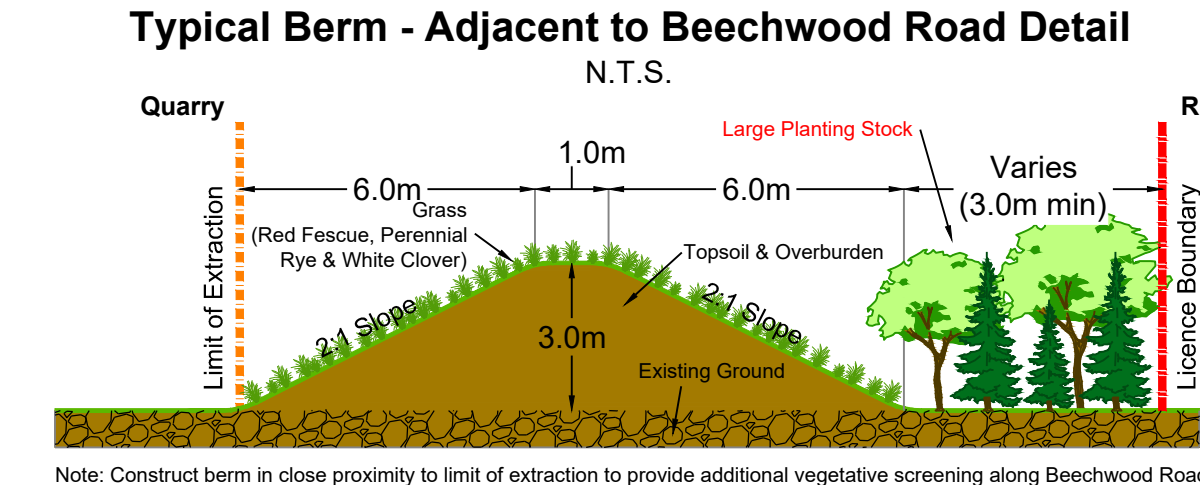 Typical Berm - Adjacent to Beechwood Road Detail
N.T.S.
Quarry
R
Large Planting Stock
1.0m
Varies
(3.0m min)
6.0m
6.0m
Grass
(Red Fescue, Perennial
Rye & White Clover)
Topsoil & Overburden
Limit of Extraction
2:1 Slope
2:1 Slope
3.0m
Existing Ground
Licence Boundary
Note: Construct berm in close proximity to limit of extraction to provide additional vegetative screening along Beechwood Road